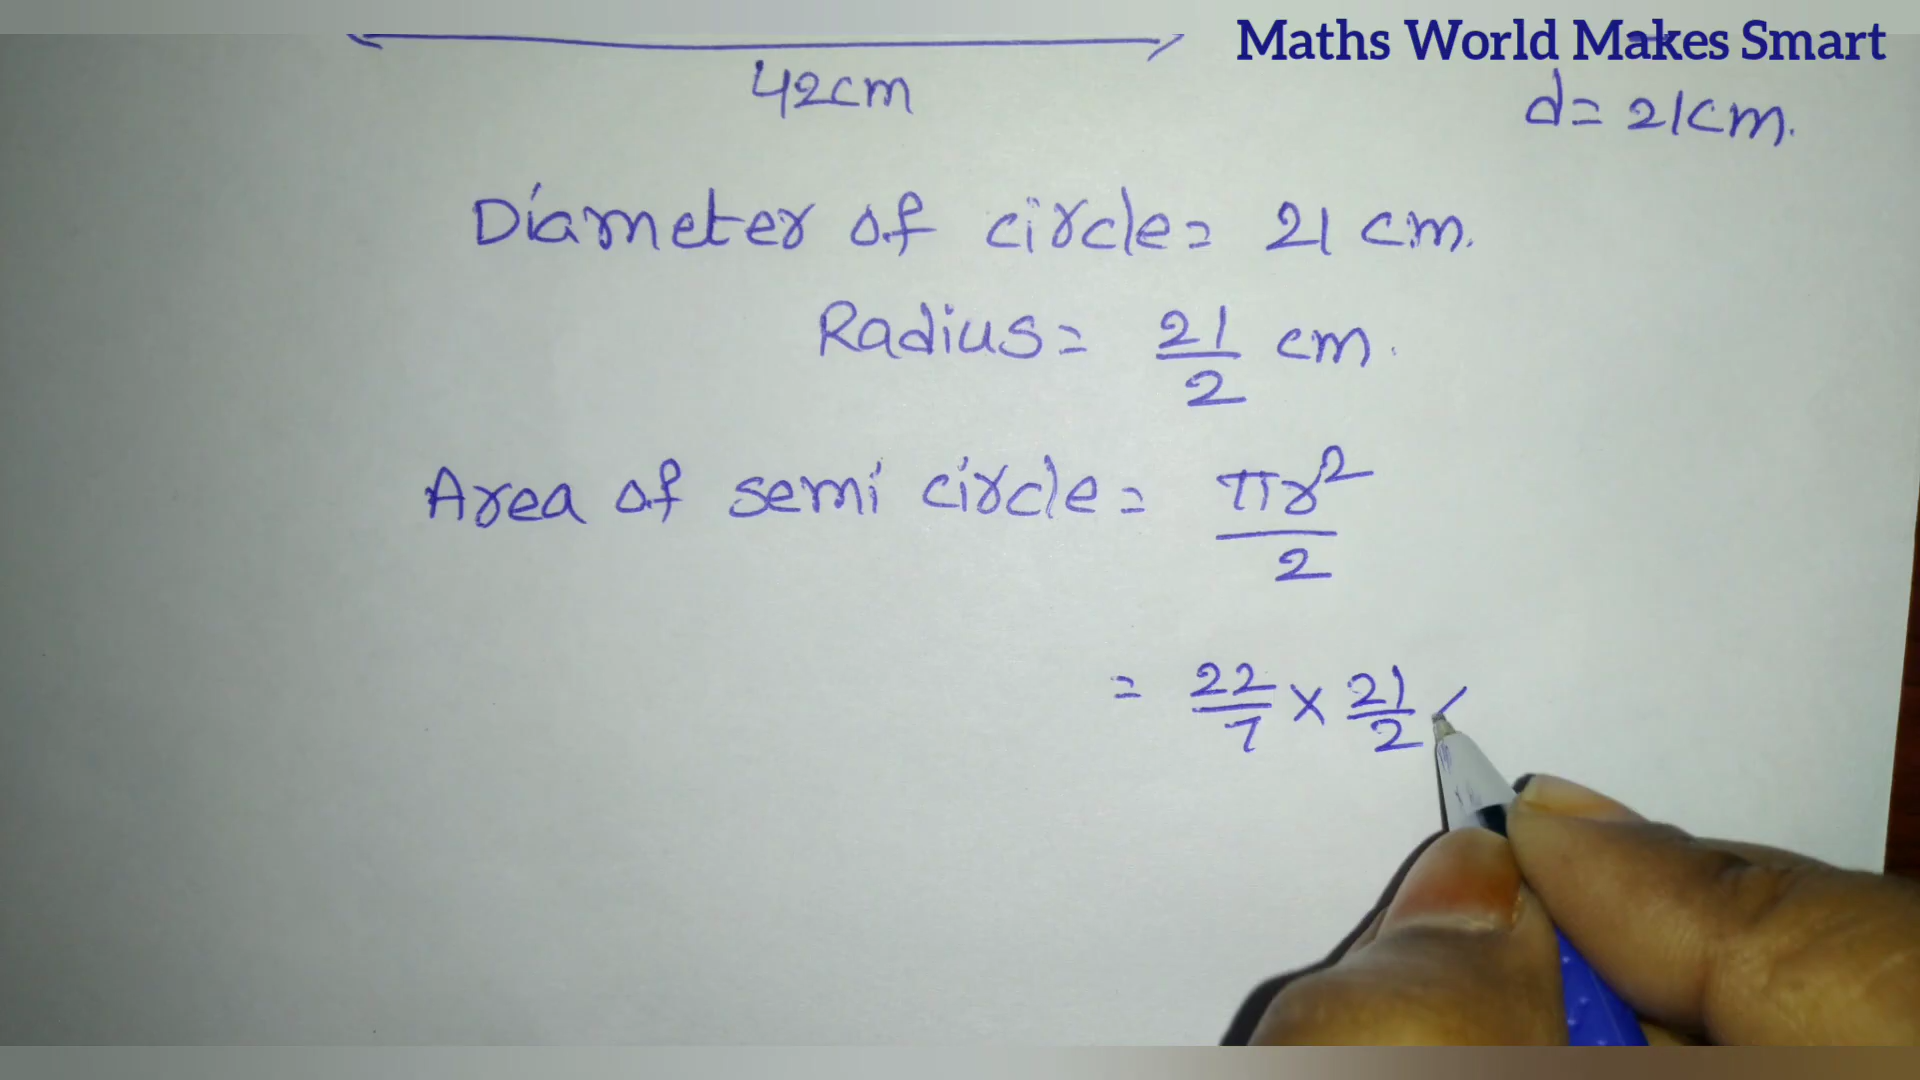 Maths World Makes Smart
42cm
d = 21cm.
Diameter of circle = 21 cm.
Radius = 21/2 cm.
Area of semi circle = πr²/2
= 22/7 × 21/2